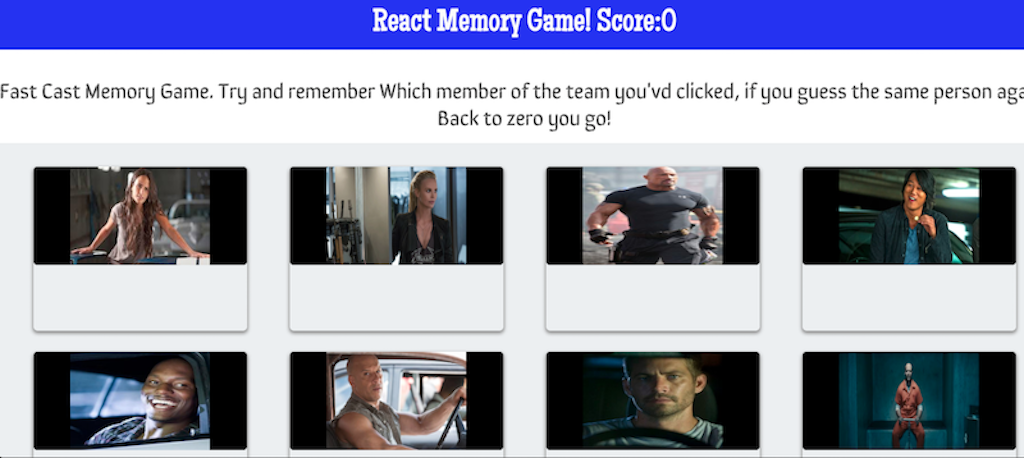 React Memory Game! Score:0
Fast Cast Memory Game. Try and remember Which member of the team you'vd clicked, if you guess the same person aga
Back to zero you go!